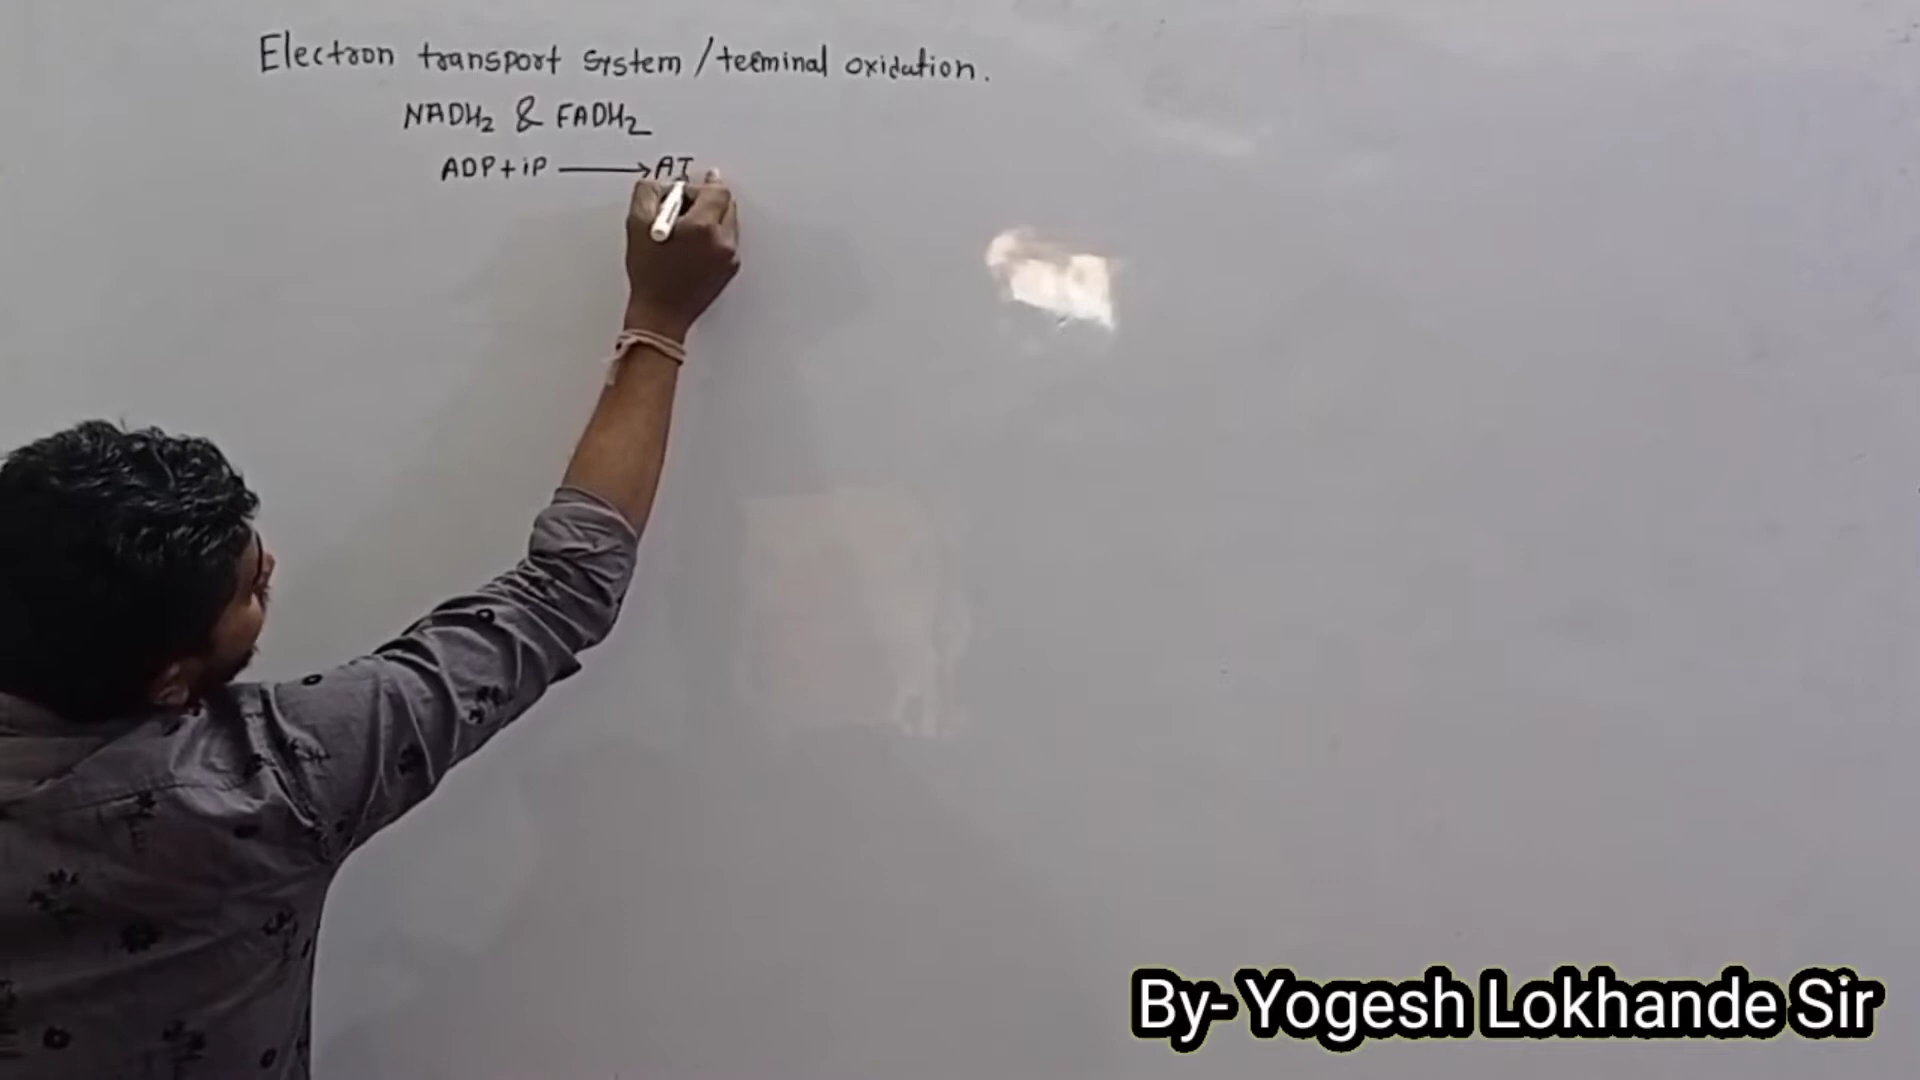 Electron transport system / terminal oxidation.
NADH₂ & FADH₂
ADP + iP ⟶ AT
By- Yogesh Lokhande Sir